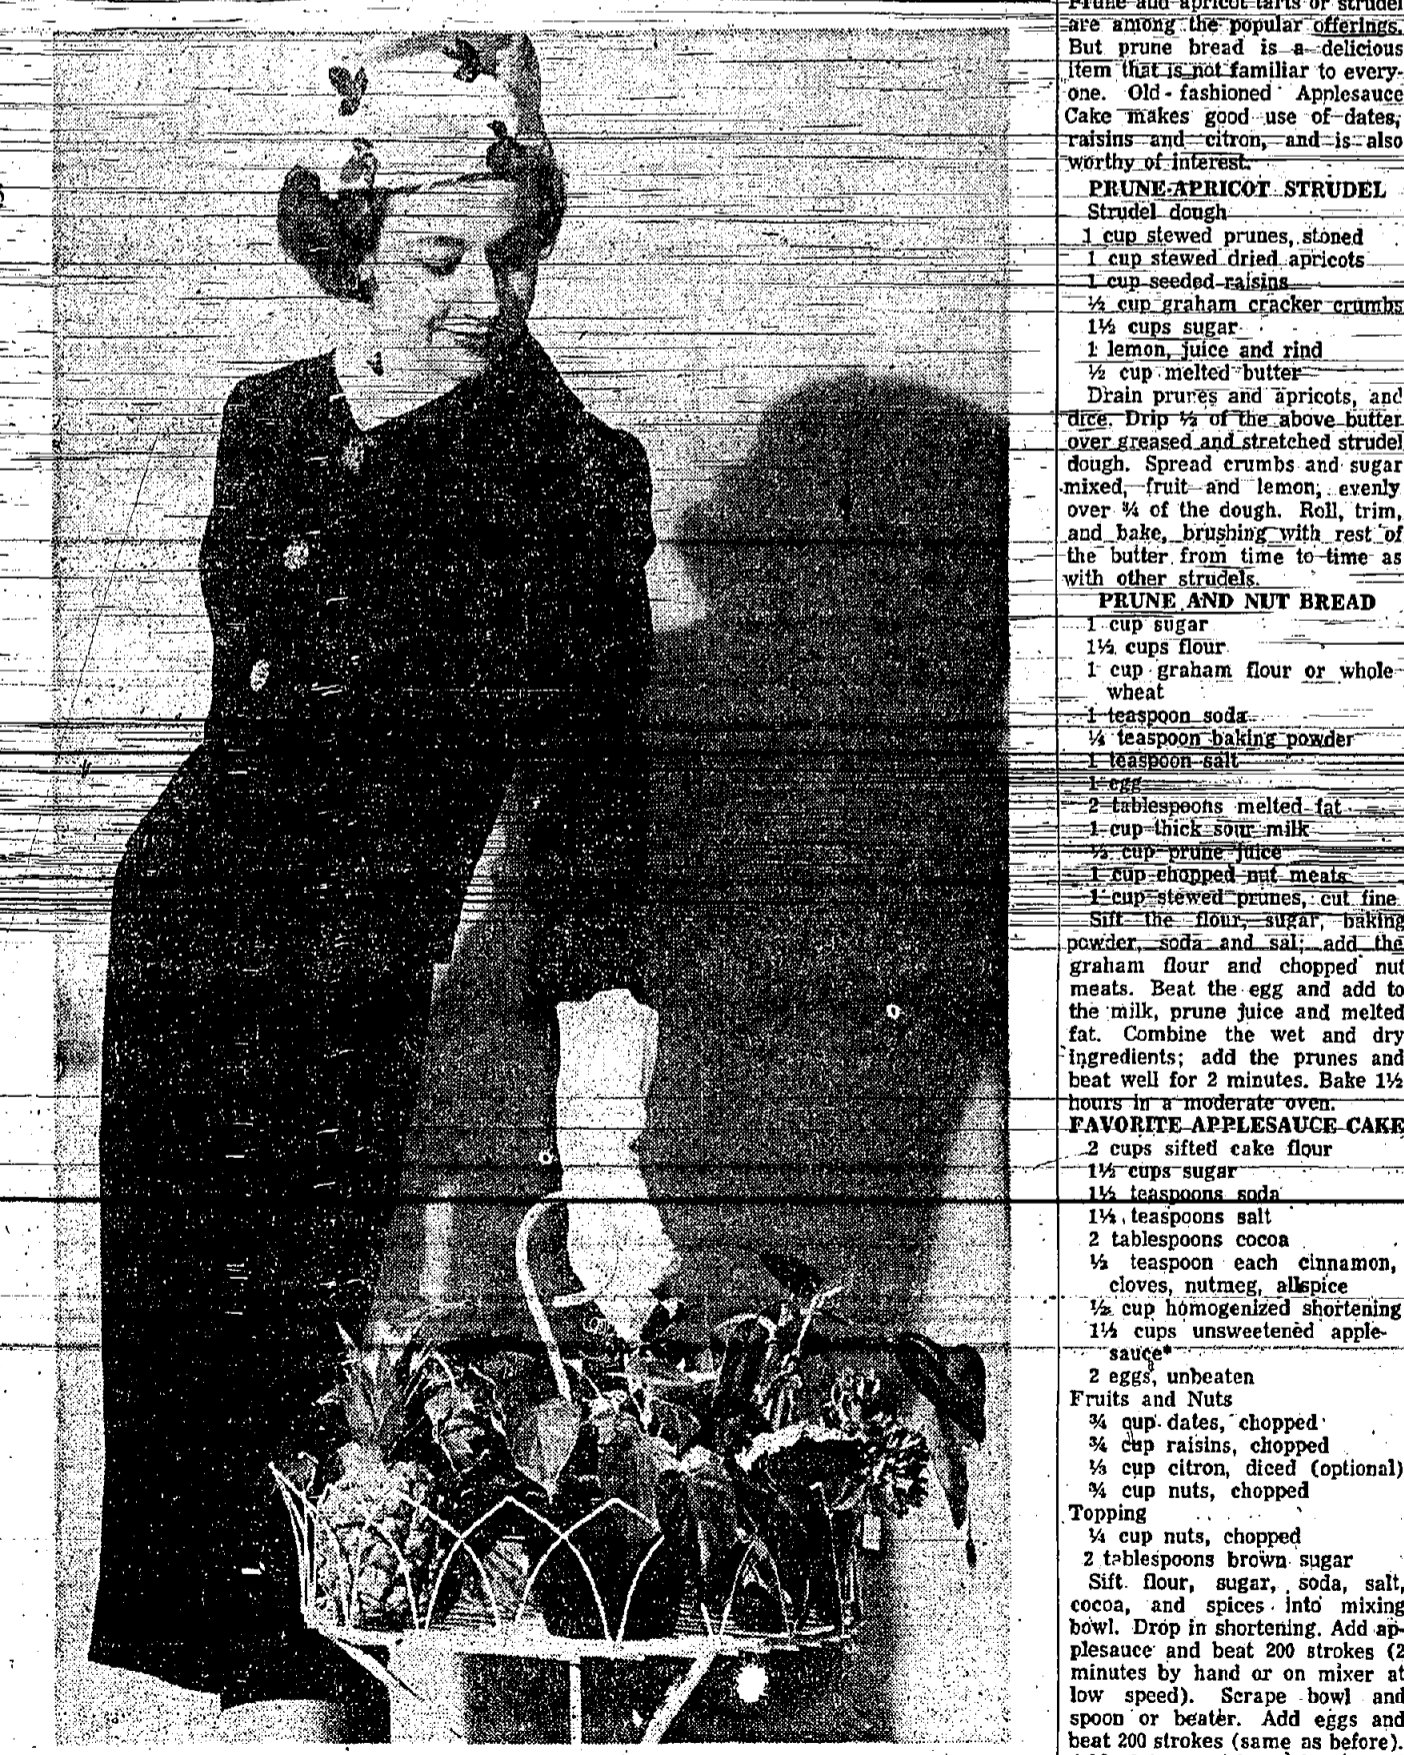 Prune and apricot tarts or strudel
are among the popular offerings.
But prune bread is a delicious
item that is not familiar to every-
one. Old-fashioned Applesauce
Cake makes good use of dates,
raisins and citron, and is also
worthy of interest.
PRUNE-APRICOT STRUDEL
Strudel dough
1 cup stewed prunes, stoned
1 cup stewed dried apricots
1 cup seeded raisins
½ cup graham cracker crumbs
1½ cups sugar
1 lemon, juice and rind
½ cup melted butter
Drain prunes and apricots, and
dice. Drip ½ of the above butter
over greased and stretched strudel
dough. Spread crumbs and sugar
mixed, fruit and lemon, evenly
over ¾ of the dough. Roll, trim,
and bake, brushing with rest of
the butter from time to time as
with other strudels.
PRUNE AND NUT BREAD
1 cup sugar
1½ cups flour
1 cup graham flour or whole
wheat
1 teaspoon soda
¼ teaspoon baking powder
1 teaspoon salt
1 egg
2 tablespoons melted fat
1 cup thick sour milk
cup prune juice
1 cup chopped nut meats
1 cup stewed prunes, cut fine
Sift the flour, sugar, baking
powder, soda and sal; add the
graham flour and chopped nut
meats. Beat the egg and add to
the milk, prune juice and melted
fat. Combine the wet and dry
ingredients; add the prunes and
beat well for 2 minutes. Bake 1½
hours in a moderate oven.
FAVORITE APPLESAUCE CAKE
2 cups sifted cake flour
1½ cups sugar
1½ teaspoons soda
1½ teaspoons salt
2 tablespoons cocoa
½ teaspoon each cinnamon,
cloves, nutmeg, allspice
½ cup homogenized shortening
1½ cups unsweetened apple-
sauce*
2 eggs, unbeaten
Fruits and Nuts
¾ cup dates, chopped
¾ cup raisins, chopped
⅓ cup citron, diced (optional)
¾ cup nuts, chopped
Topping
¼ cup nuts, chopped
2 tablespoons brown sugar
Sift flour, sugar, soda, salt,
cocoa, and spices into mixing
bowl. Drop in shortening. Add ap-
plesauce and beat 200 strokes (2
minutes by hand or on mixer at
low speed). Scrape bowl and
spoon or beater. Add eggs and
beat 200 strokes (same as before).